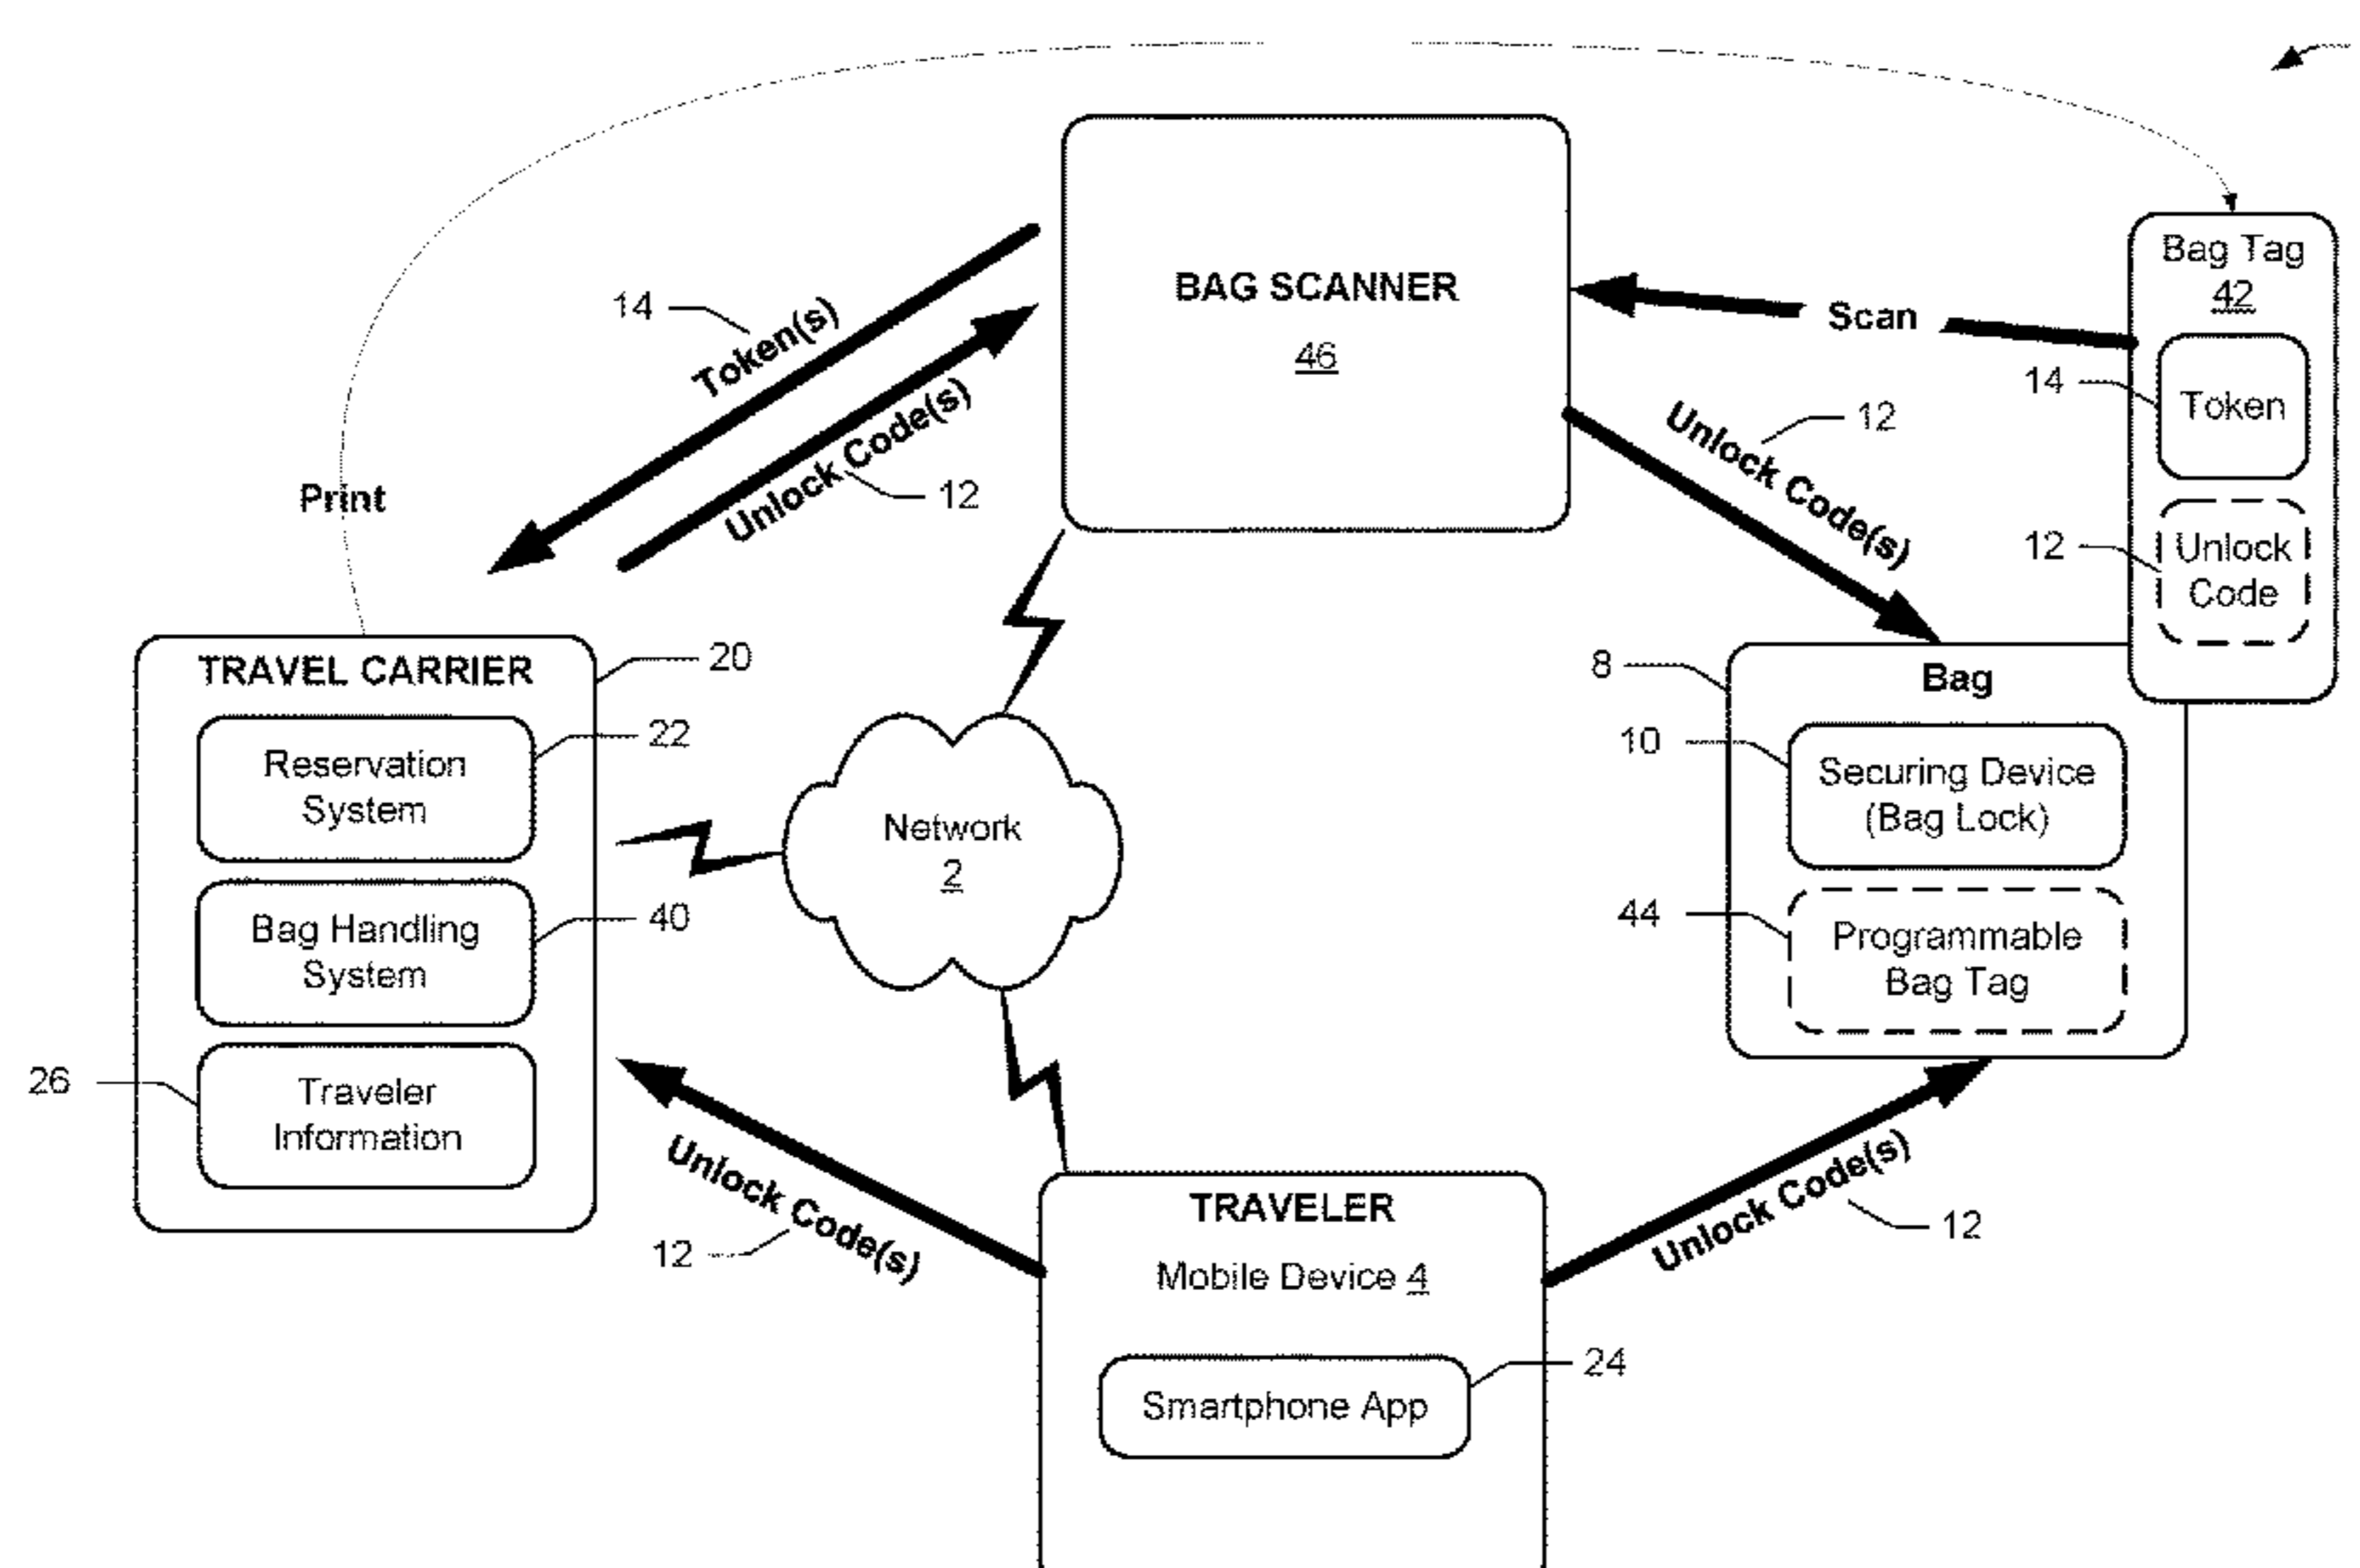 BAG SCANNER
46
Bag Tag
42
14
Token
12
Unlock
Code
Scan
14
Token(s)
Unlock Code(s)
12
Unlock Code(s)
12
Print
TRAVEL CARRIER
20
Reservation
System
22
Bag Handling
System
40
26
Traveler
Information
Network
2
8
Bag
10
Securing Device
(Bag Lock)
44
Programmable
Bag Tag
Unlock Code(s)
12
Unlock Code(s)
12
TRAVELER
Mobile Device 4
Smartphone App
24